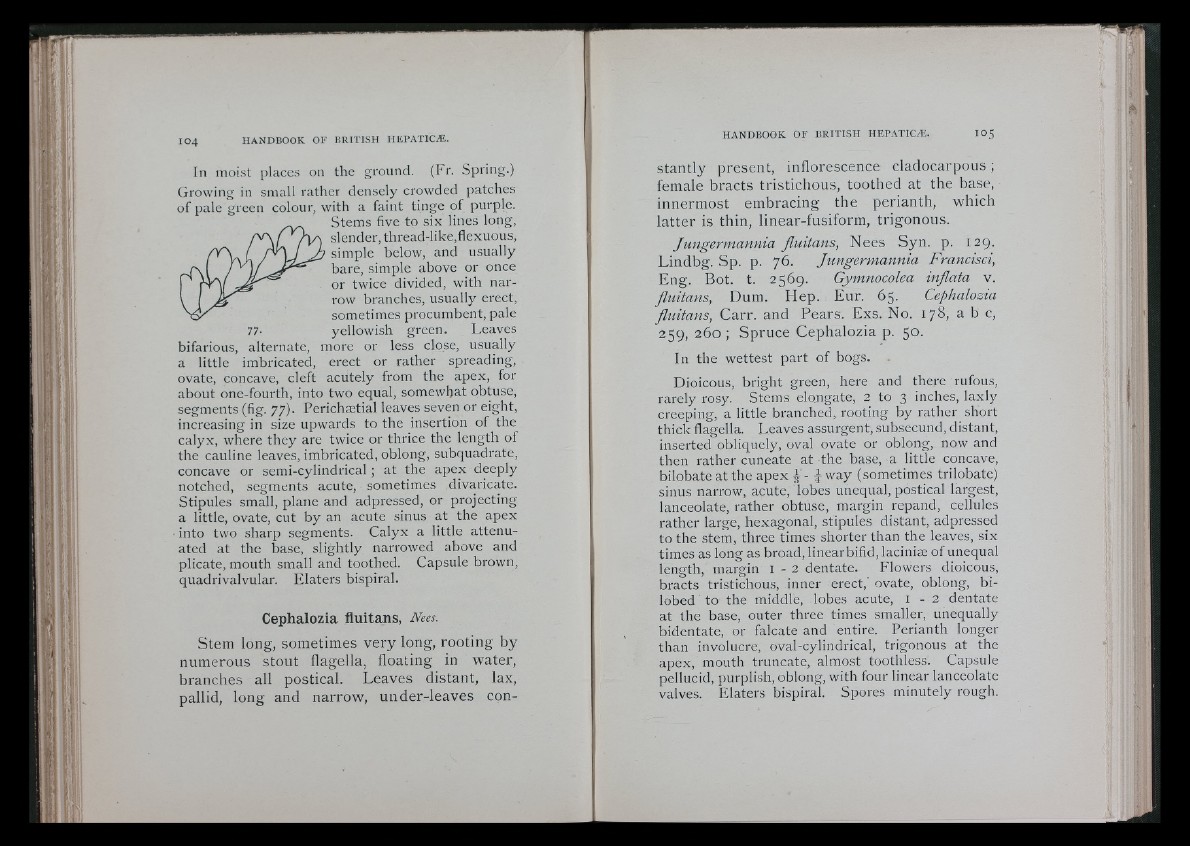 104 HANDBOOK OF BRITISH HEPATICÆ.
In moist places on the ground. (Fr. Spring.)
Growing in small rather densely crowded patches
of pale green colour, with a faint tinge of purple.
Stems five to six lines long,
slender, thread-like, flexuous,
simple below, and usually
bare, simple above or once
or twice divided, with nar-
row branches, usually erect,
sometimes procumbent, pale
77. yellowish green. Leaves
bifarious, alternate, more or less close, usually
a little imbricated, erect or rather spreading,
ovate, concave, cleft acutely from the apex, for
about one-fourth, into two equal, somewhat obtuse,
segments (fig. 77). Perichætial leaves seven or eight,
increasing in size upwards to the insertion of the
calyx, where they are twice or thrice the length of
the cauline leaves, imbricated, oblong, subquadrate,
concave or semi-cylindrical ; at the apex deeply
notched, segments acute, sometimes divaricate.
Stipules small, plane and adpressed, or projecting
a little, ovate, cut by an acute sinus at the apex
into two sharp segments. Calyx a little attenu-
ated at the base, slightly narrowed above and
plicate, mouth small and toothed. Capsule brown,
quadrivalvular. Elaters bispiral.
Cephalozia fluitans, Nees.
Stem long, sometimes very long, rooting by
numerous stout flagella, floating in water,
branches all postical. Leaves distant, lax,
pallid, long and narrow, under-leaves con-
HANDBOOK OF BRITISH HEPATICÆ. 105
stantly present, inflorescence cladocarpous ;
female bracts tristichous, toothed at the base,
innermost embracing the perianth, which
latter is thin, linear-fusiform, trigonous.
Jungermannia fluitans, Nees Syn. p. 129.
Lindbg. Sp. p. 76. Jungermannia Francisci,
Eng. Bot. t. 2569. Gymnocolea inflata v.
fluitans, Dum. Hep. Eur. 65. Cephalozia
fluitans, Carr. and Pears. Exs. No. 178, a b c,
259, 260 ; Spruce Cephalozia p. 50.
In the wettest part of bogs.
Dioicous, bright green, here and there rufous,
rarely rosy. Stems elongate, 2 to 3 inches, laxly
creeping, a little branched, rooting by rather short
thick flagella. Leaves assurgent, subsecund, distant,
inserted obliquely, oval ovate or oblong, now and
then rather cuneate at the base, a little concave,
bilobate at the apex ⅓ - ¼ way (sometimes trilobate)
sinus narrow, acute, lobes unequal, postical largest,
lanceolate, rather obtuse, margin repand, cellules
rather large, hexagonal, stipules distant, adpressed
to the stem, three times shorter than the leaves, six
times as long as broad, linear bifid, laciniæ of unequal
length, margin 1 - 2 dentate. Flowers dioicous,
bracts tristichous, inner erect, ovate, oblong, bi-
lobed to the middle, lobes acute, 1 - 2 dentate
at the base, outer three times smaller, unequally
bidentate, or falcate and entire. Perianth longer
than involucre, oval-cylindrical, trigonous at the
apex, mouth truncate, almost toothless. Capsule
pellucid, purplish, oblong, with four linear lanceolate
valves. Elaters bispiral. Spores minutely rough.